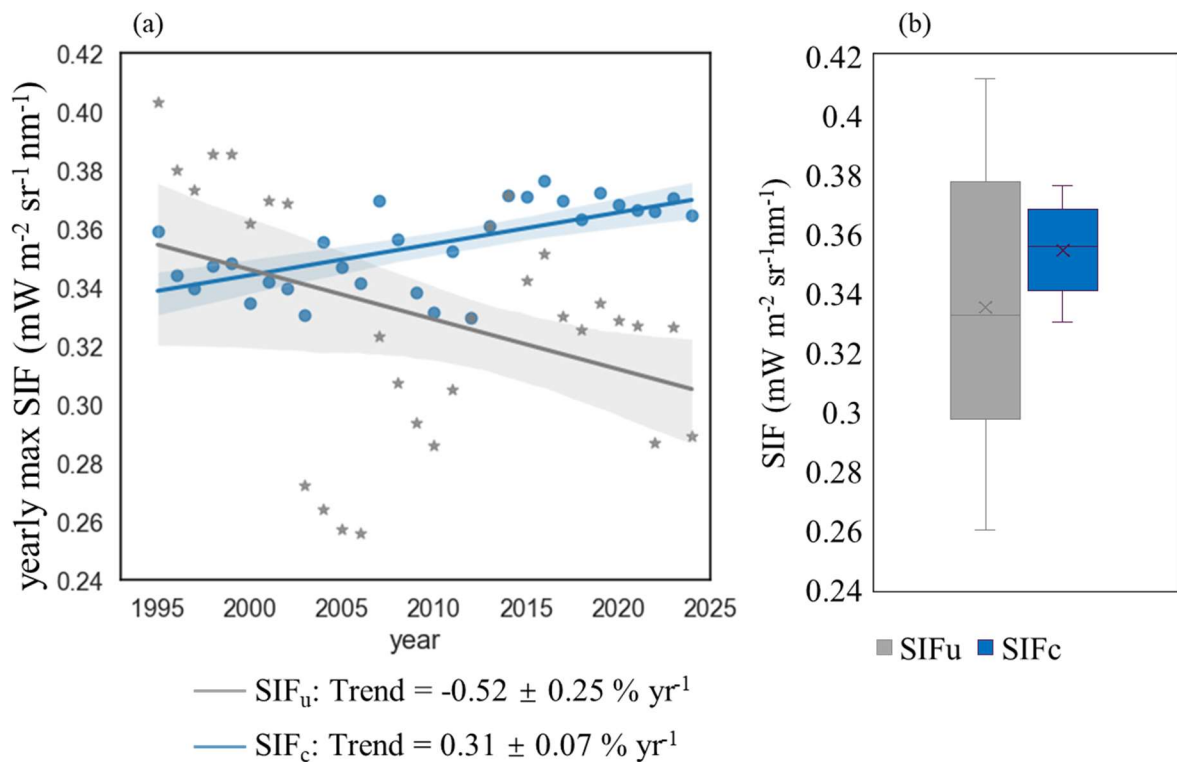 (a)
yearly max SIF (mW m⁻² sr⁻¹ nm⁻¹)
0.42
0.40
0.38
0.36
0.34
0.32
0.30
0.28
0.26
0.24
1995 2000 2005 2010 2015 2020 2025
year
SIFᵤ: Trend = -0.52 ± 0.25 % yr⁻¹
SIF꜀: Trend = 0.31 ± 0.07 % yr⁻¹
(b)
SIF (mW m⁻² sr⁻¹nm⁻¹)
0.42
0.4
0.38
0.36
0.34
0.32
0.3
0.28
0.26
0.24
SIFu SIFc